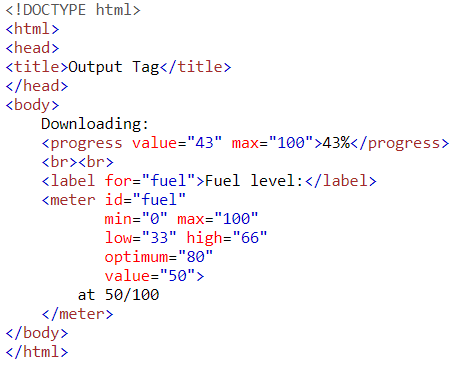 <!DOCTYPE html>
<html>
<head>
<title>Output Tag</title>
</head>
<body>
    Downloading:
    <progress value="43" max="100">43%</progress>
    <br><br>
    <label for="fuel">Fuel level:</label>
    <meter id="fuel"
           min="0" max="100"
           low="33" high="66"
           optimum="80"
           value="50">
        at 50/100
    </meter>
</body>
</html>